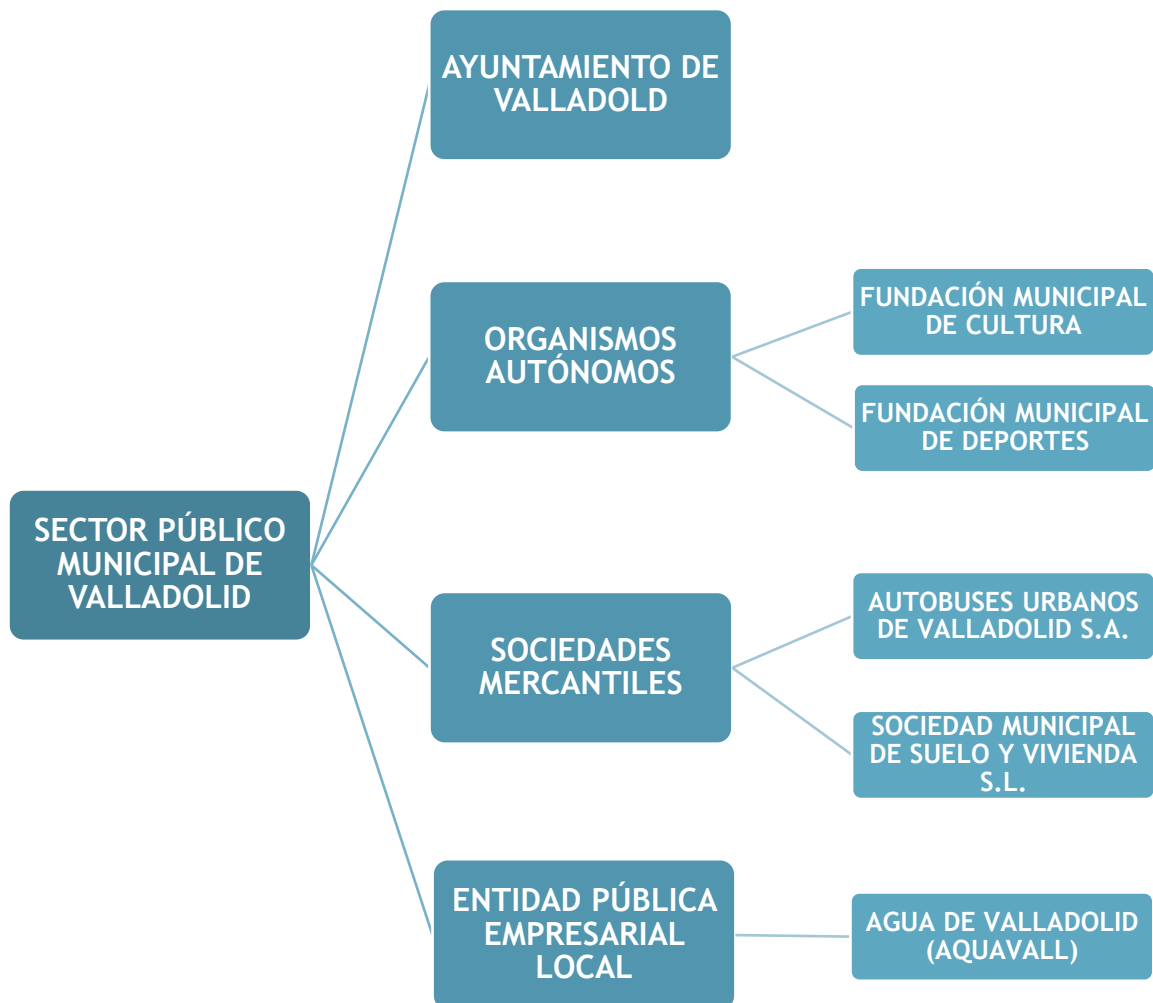 AYUNTAMIENTO DE
VALLADOLD
ORGANISMOS
AUTÓNOMOS
FUNDACIÓN MUNICIPAL
DE CULTURA
FUNDACIÓN MUNICIPAL
DE DEPORTES
SECTOR PÚBLICO
MUNICIPAL DE
VALLADOLID
SOCIEDADES
MERCANTILES
AUTOBUSES URBANOS
DE VALLADOLID S.A.
SOCIEDAD MUNICIPAL
DE SUELO Y VIVIENDA
S.L.
ENTIDAD PÚBLICA
EMPRESARIAL
LOCAL
AGUA DE VALLADOLID
(AQUAVALL)